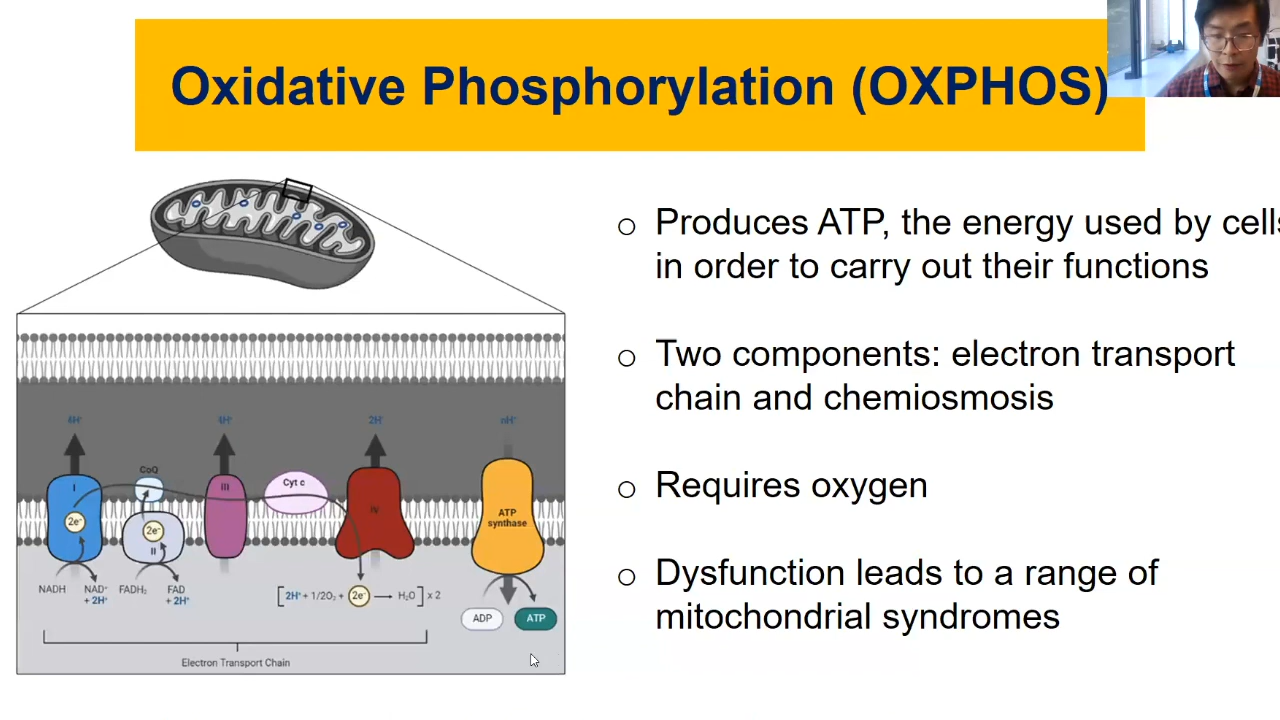 Oxidative Phosphorylation (OXPHOS)
○ Produces ATP, the energy used by cells
in order to carry out their functions
○ Two components: electron transport
chain and chemiosmosis
○ Requires oxygen
○ Dysfunction leads to a range of
mitochondrial syndromes
4H⁺ 4H⁺ 2H⁺ nH⁺
CoQ
I III Cyt c IV ATP
synthase
2e⁻ 2e⁻
II
NADH NAD⁺
+ 2H⁺
FADH₂ FAD
+ 2H⁺
[2H⁺ + 1/2O₂ + 2e⁻ → H₂O] x 2
ADP ATP
Electron Transport Chain